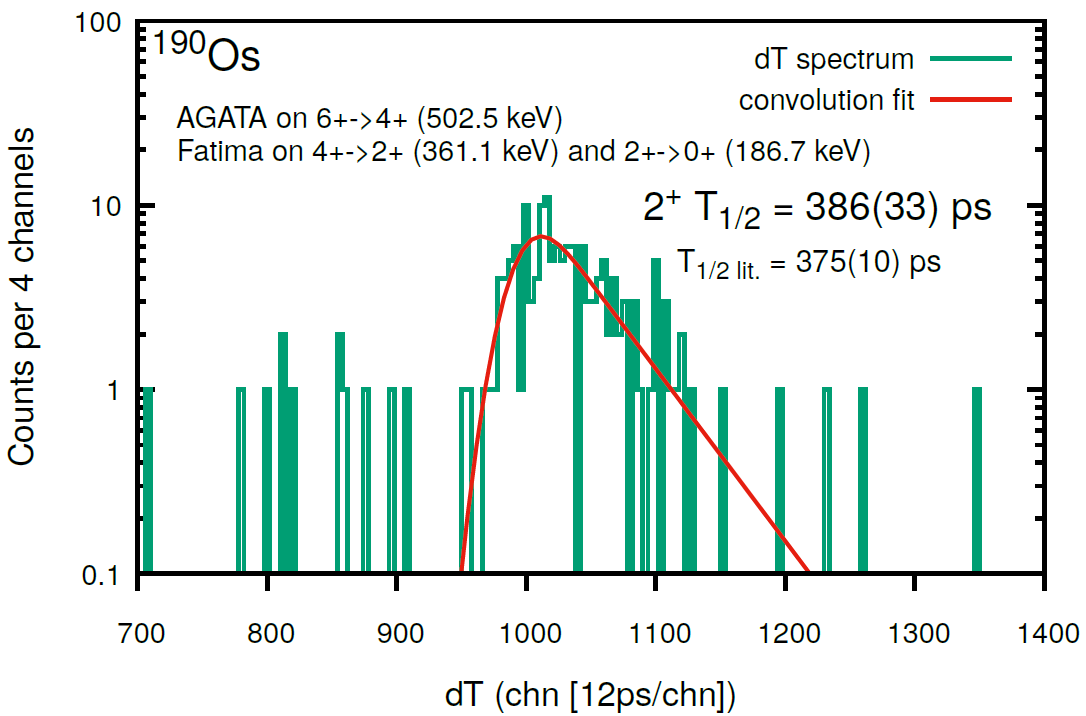 100
10
1
0.1
Counts per 4 channels
190Os
dT spectrum
convolution fit
AGATA on 6+->4+ (502.5 keV)
Fatima on 4+->2+ (361.1 keV) and 2+->0+ (186.7 keV)
2+ T1/2 = 386(33) ps
T1/2 lit. = 375(10) ps
700 800 900 1000 1100 1200 1300 1400
dT (chn [12ps/chn])